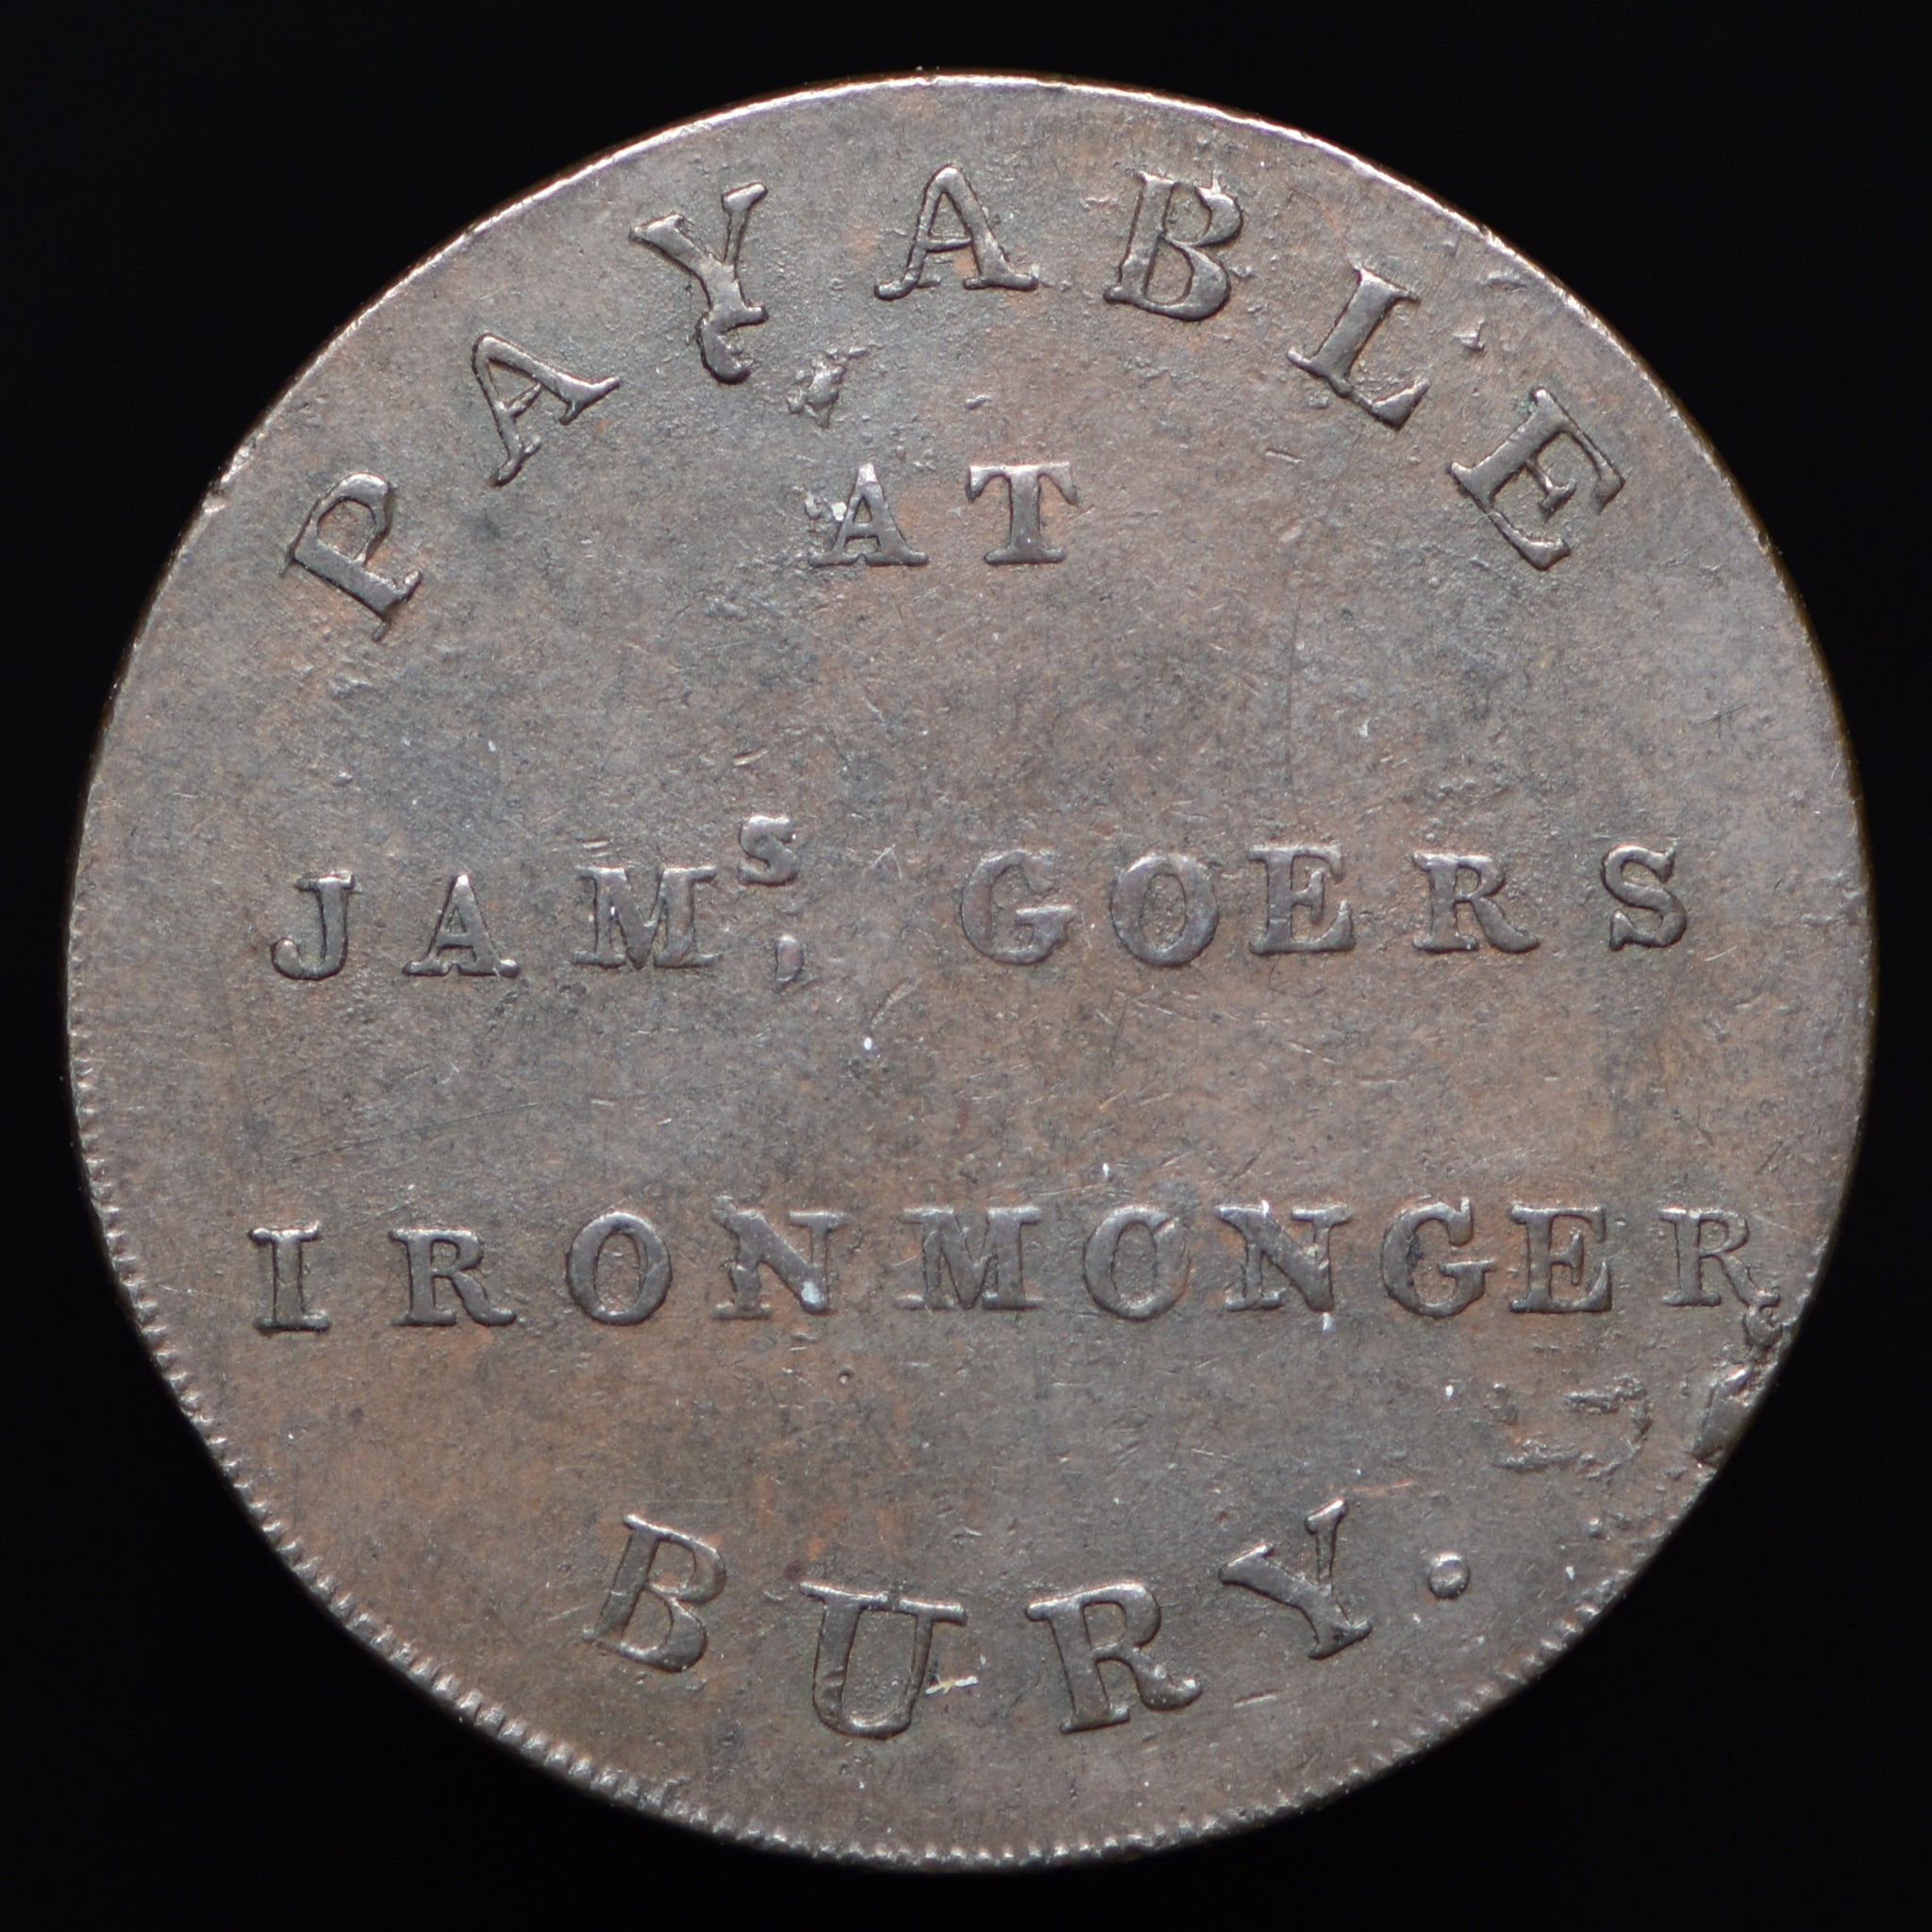 PAYABLE
AT
JAMˢ, GOERS
IRONMONGER
BURY.